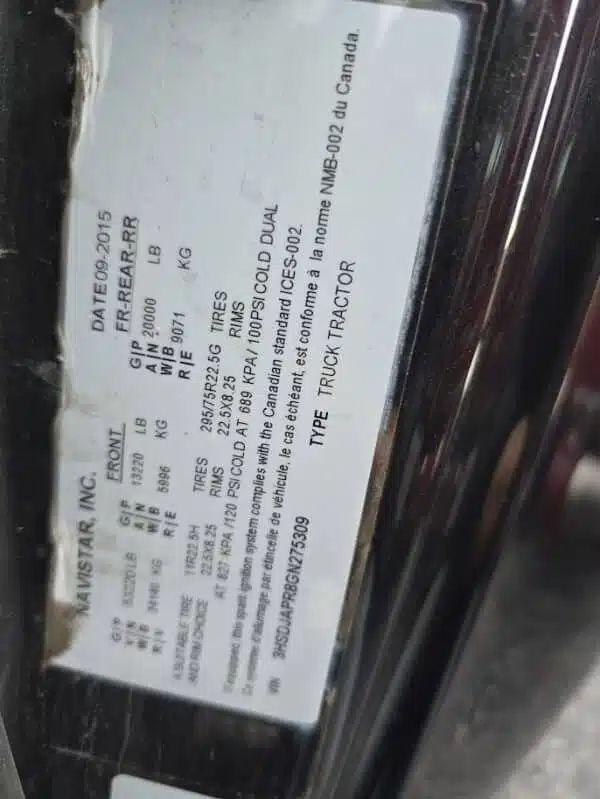 NAVISTAR, INC. DATE 09-2015
FRONT FR-REAR-RR
G|P 53220 LB G|P 13220 LB G|P 20000 LB
V|N A|N A|N
W|B KG W|B 5996 KG W|B 9071 KG
R|V R|E R|E
A SUITABLE TIRE 11R22.5H TIRES 295/75R22.5G TIRES
AND RIM CHOICE 22.5X8.25 RIMS 22.5X8.25 RIMS
AT 827 KPA /120 PSI COLD AT 689 KPA/ 100PSI COLD DUAL
If equipped, this spark ignition system complies with the Canadian standard ICES-002.
Ce système d'allumage par étincelle de véhicule, le cas échéant, est conforme à la norme NMB-002 du Canada.
VIN 3HSDJAPR8GN275309 TYPE TRUCK TRACTOR